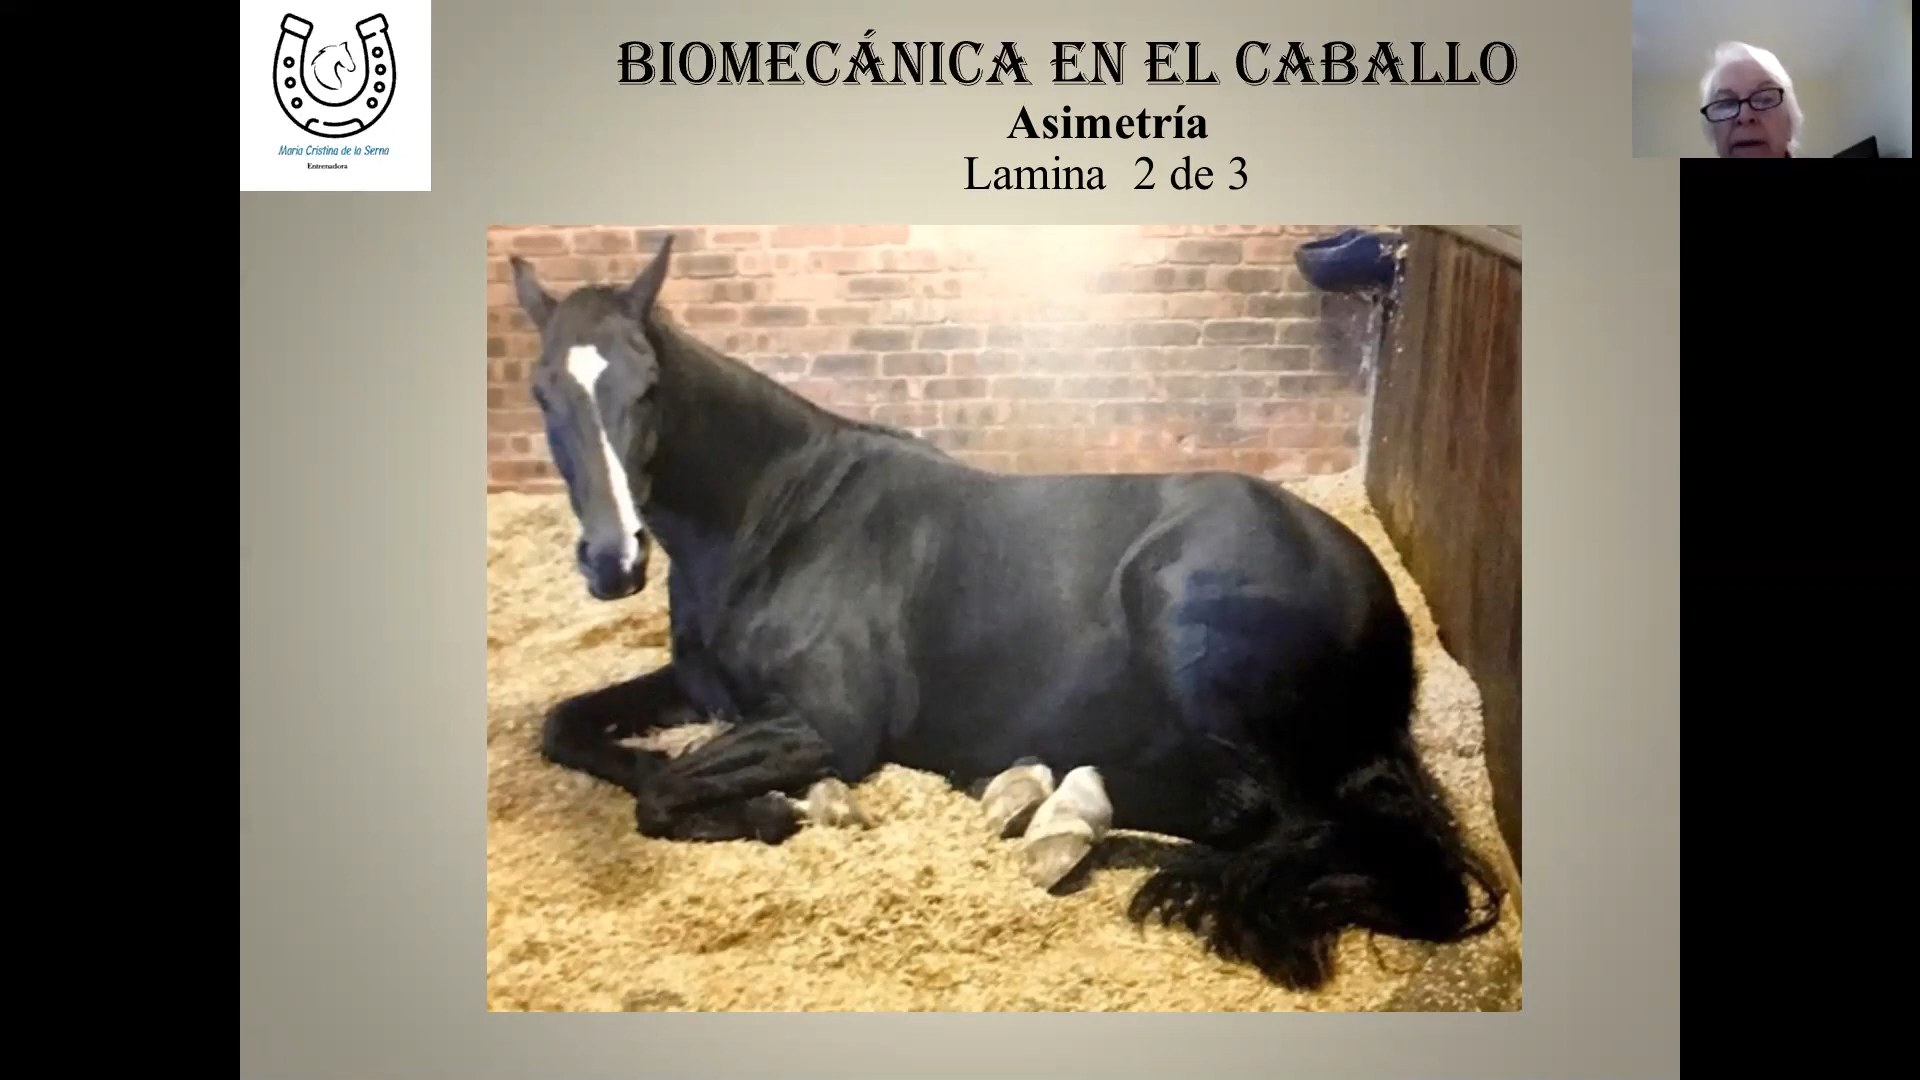 Maria Cristina de la Serna
Entrenadora
BIOMECÁNICA EN EL CABALLO
Asimetría
Lamina 2 de 3